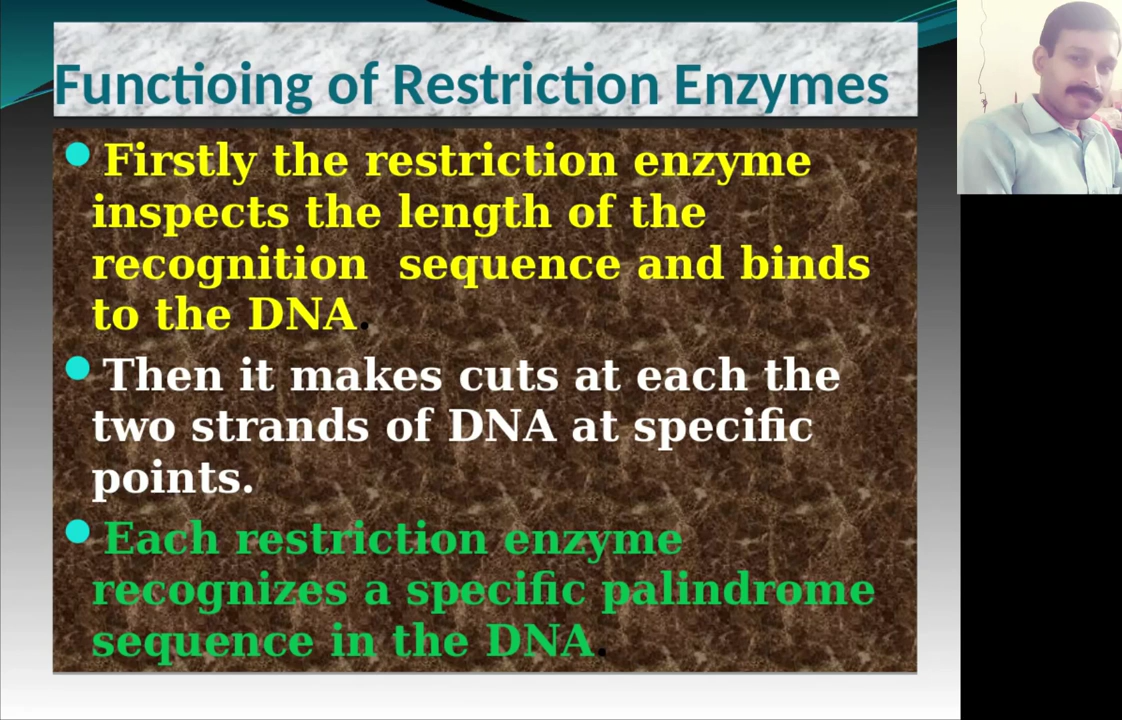 Functioing of Restriction Enzymes
Firstly the restriction enzyme
inspects the length of the
recognition sequence and binds
to the DNA.
Then it makes cuts at each the
two strands of DNA at specific
points.
Each restriction enzyme
recognizes a specific palindrome
sequence in the DNA.